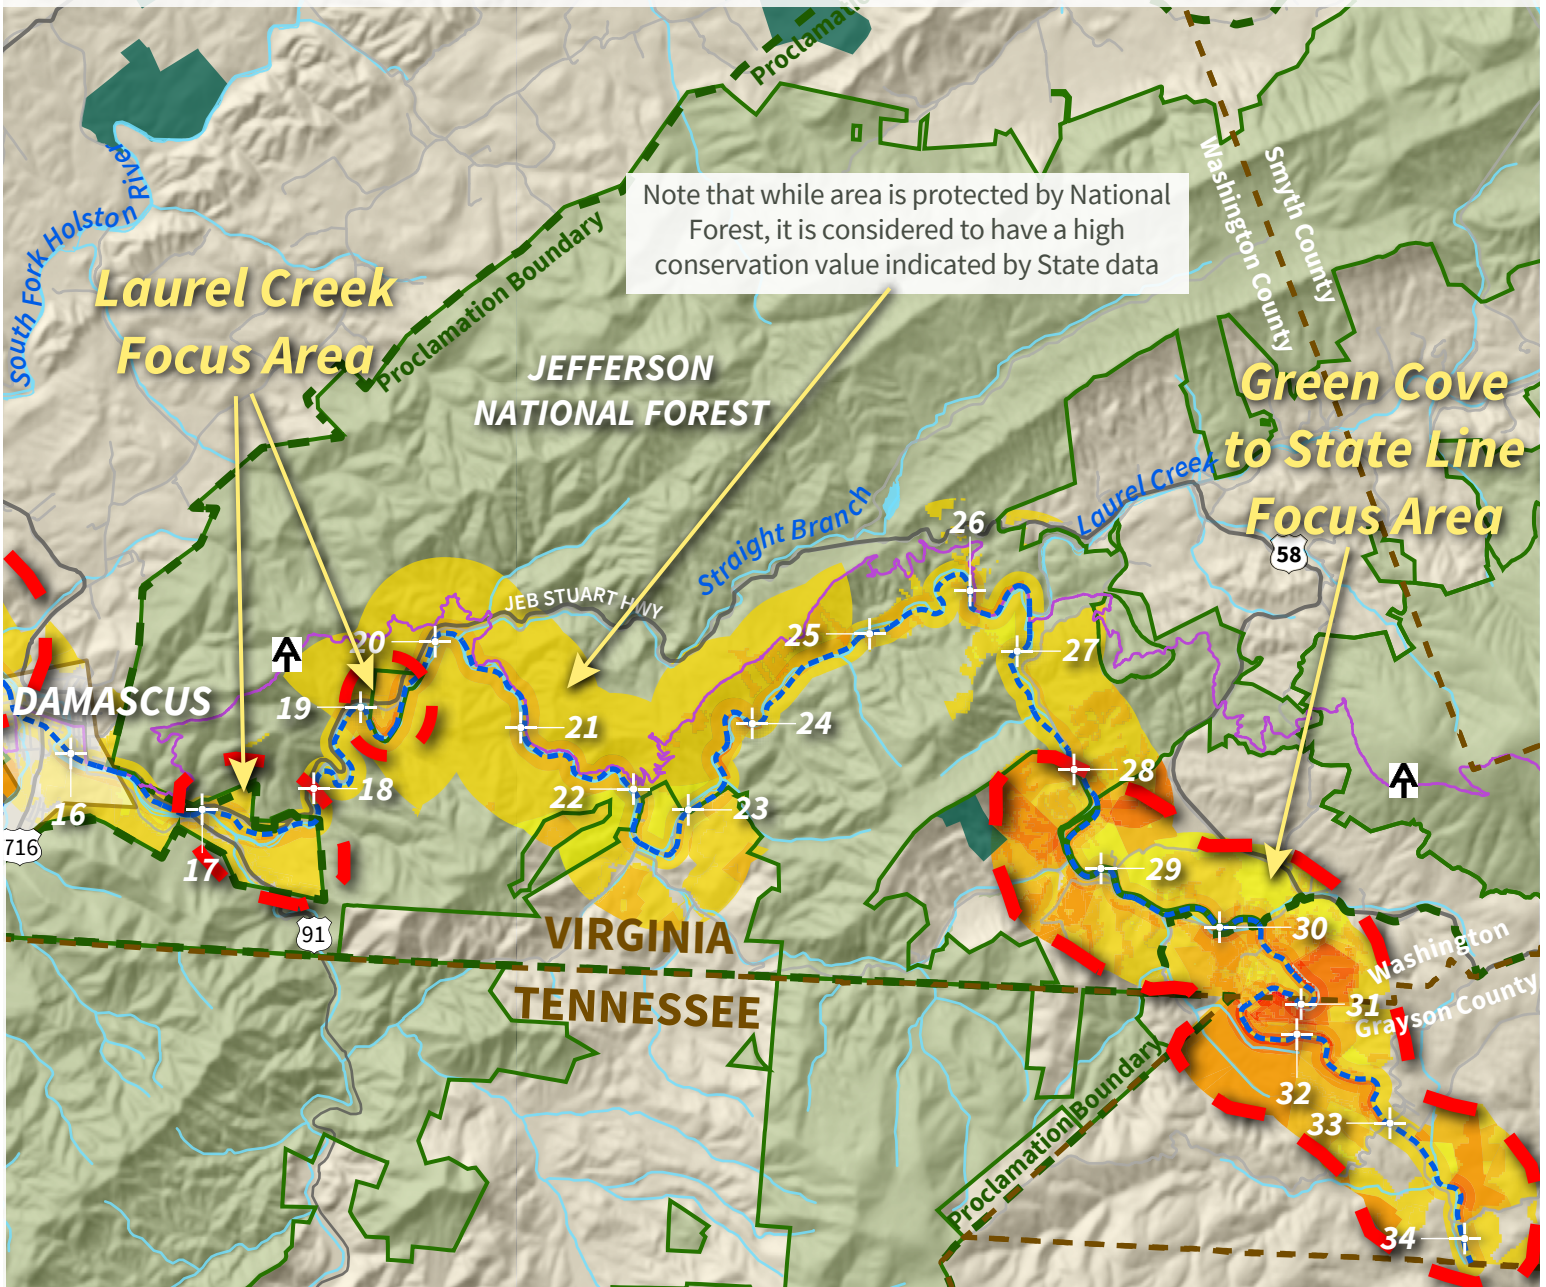 Proclamatio
South Fork Holston River
Proclamation Boundary
Washington County
Smyth County
Note that while area is protected by National
Forest, it is considered to have a high
conservation value indicated by State data
Laurel Creek
Focus Area
JEFFERSON
NATIONAL FOREST
Green Cove
to State Line
Focus Area
Laurel Creek
Straight Branch
58
26
JEB STUART HWY
20
25
27
DAMASCUS
19
21
24
28
18
22
23
16
716
17
29
91
VIRGINIA
30
Washington
TENNESSEE
31
Grayson County
32
33
Proclamation Boundary
34